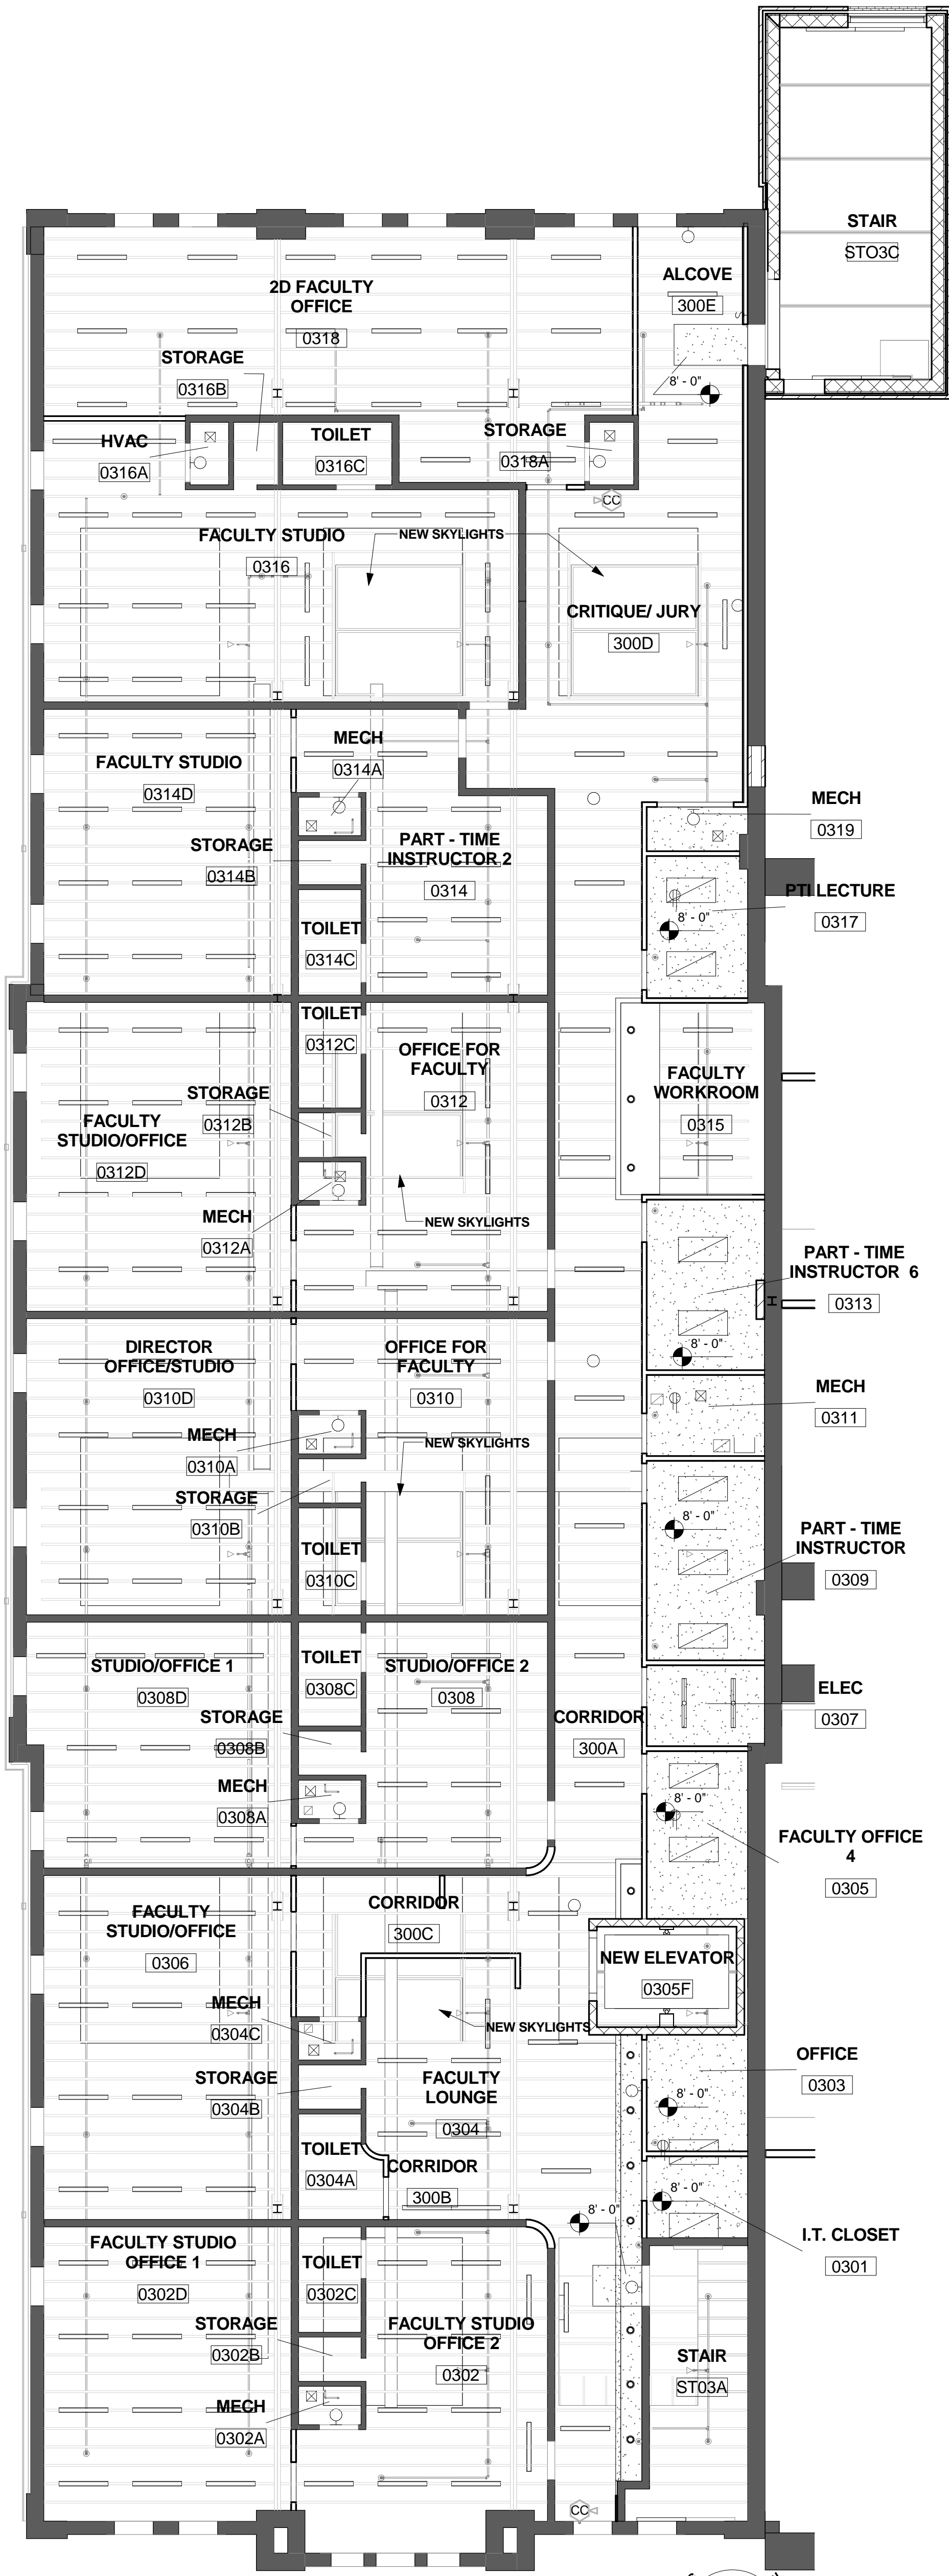 STAIR
STO3C
ALCOVE
300E
8' - 0"
2D FACULTY
OFFICE
0318
STORAGE
0316B
HVAC
0316A
TOILET
0316C
STORAGE
0318A
CC
FACULTY STUDIO
0316
NEW SKYLIGHTS
CRITIQUE/ JURY
300D
MECH
0314A
FACULTY STUDIO
0314D
STORAGE
0314B
PART - TIME
INSTRUCTOR 2
0314
TOILET
0314C
MECH
0319
PTI LECTURE
0317
8' - 0"
TOILET
0312C
OFFICE FOR
FACULTY
0312
STORAGE
0312B
FACULTY
STUDIO/OFFICE
0312D
MECH
0312A
NEW SKYLIGHTS
FACULTY
WORKROOM
0315
PART - TIME
INSTRUCTOR 6
0313
8' - 0"
DIRECTOR
OFFICE/STUDIO
0310D
OFFICE FOR
FACULTY
0310
MECH
0310A
NEW SKYLIGHTS
STORAGE
0310B
TOILET
0310C
MECH
0311
8' - 0"
PART - TIME
INSTRUCTOR
0309
STUDIO/OFFICE 1
0308D
TOILET
0308C
STUDIO/OFFICE 2
0308
STORAGE
0308B
MECH
0308A
CORRIDOR
300A
ELEC
0307
8' - 0"
FACULTY OFFICE
4
0305
CORRIDOR
300C
FACULTY
STUDIO/OFFICE
0306
NEW ELEVATOR
0305F
MECH
0304C
NEW SKYLIGHTS
STORAGE
0304B
FACULTY
LOUNGE
0304
TOILET
0304A
CORRIDOR
300B
OFFICE
0303
8' - 0"
8' - 0"
8' - 0"
I.T. CLOSET
0301
FACULTY STUDIO
OFFICE 1
0302D
TOILET
0302C
STORAGE
0302B
FACULTY STUDIO
OFFICE 2
0302
MECH
0302A
STAIR
ST03A
CC